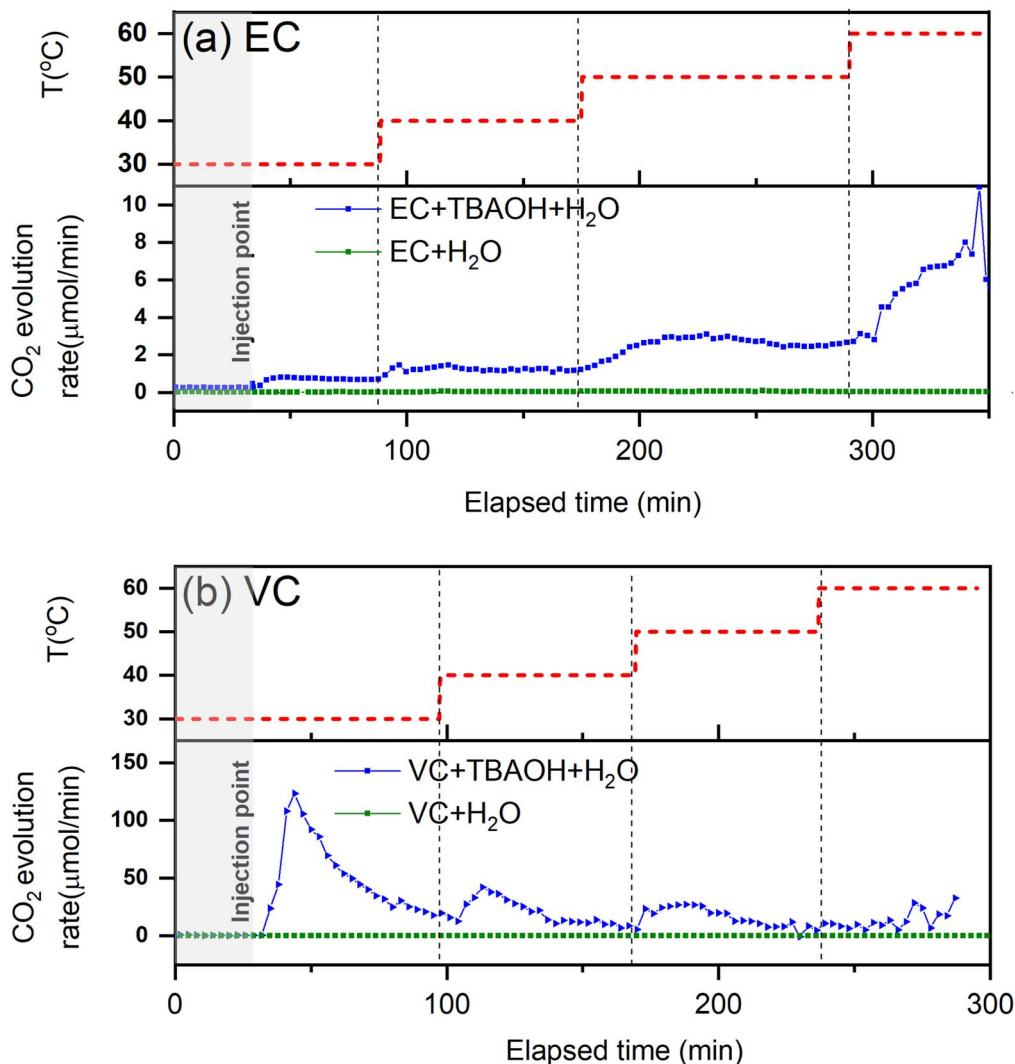 (a) EC
T(°C)
60
50
40
30
CO₂ evolution
rate(μmol/min)
10
8
6
4
2
0
Injection point
EC+TBAOH+H₂O
EC+H₂O
0
100
200
300
Elapsed time (min)
(b) VC
T(°C)
60
50
40
30
CO₂ evolution
rate(μmol/min)
150
100
50
0
Injection point
VC+TBAOH+H₂O
VC+H₂O
0
100
200
300
Elapsed time (min)